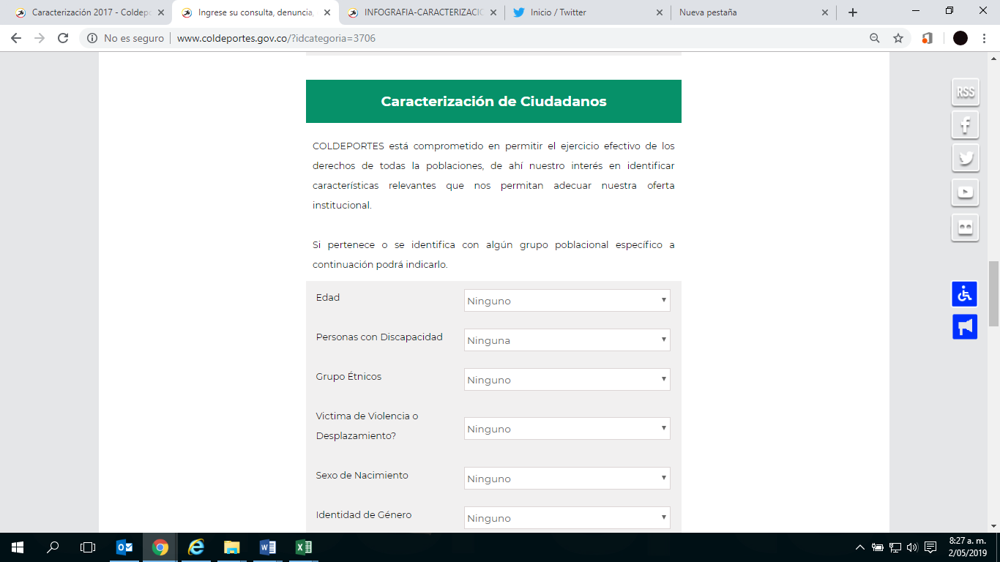 Caracterización 2017 - Coldep
Ingrese su consulta, denuncia,
INFOGRAFIA-CARACTERIZACI
Inicio / Twitter
Nueva pestaña
No es seguro
www.coldeportes.gov.co/?idcategoria=3706
Caracterización de Ciudadanos
COLDEPORTES está comprometido en permitir el ejercicio efectivo de los
derechos de todas la poblaciones, de ahí nuestro interés en identificar
características relevantes que nos permitan adecuar nuestra oferta
institucional.
Si pertenece o se identifica con algún grupo poblacional específico a
continuación podrá indicarlo.
Edad
Ninguno
Personas con Discapacidad
Ninguna
Grupo Étnicos
Ninguno
Victima de Violencia o
Desplazamiento?
Ninguno
Sexo de Nacimiento
Ninguno
Identidad de Género
Ninguno
RSS
8:27 a. m.
2/05/2019